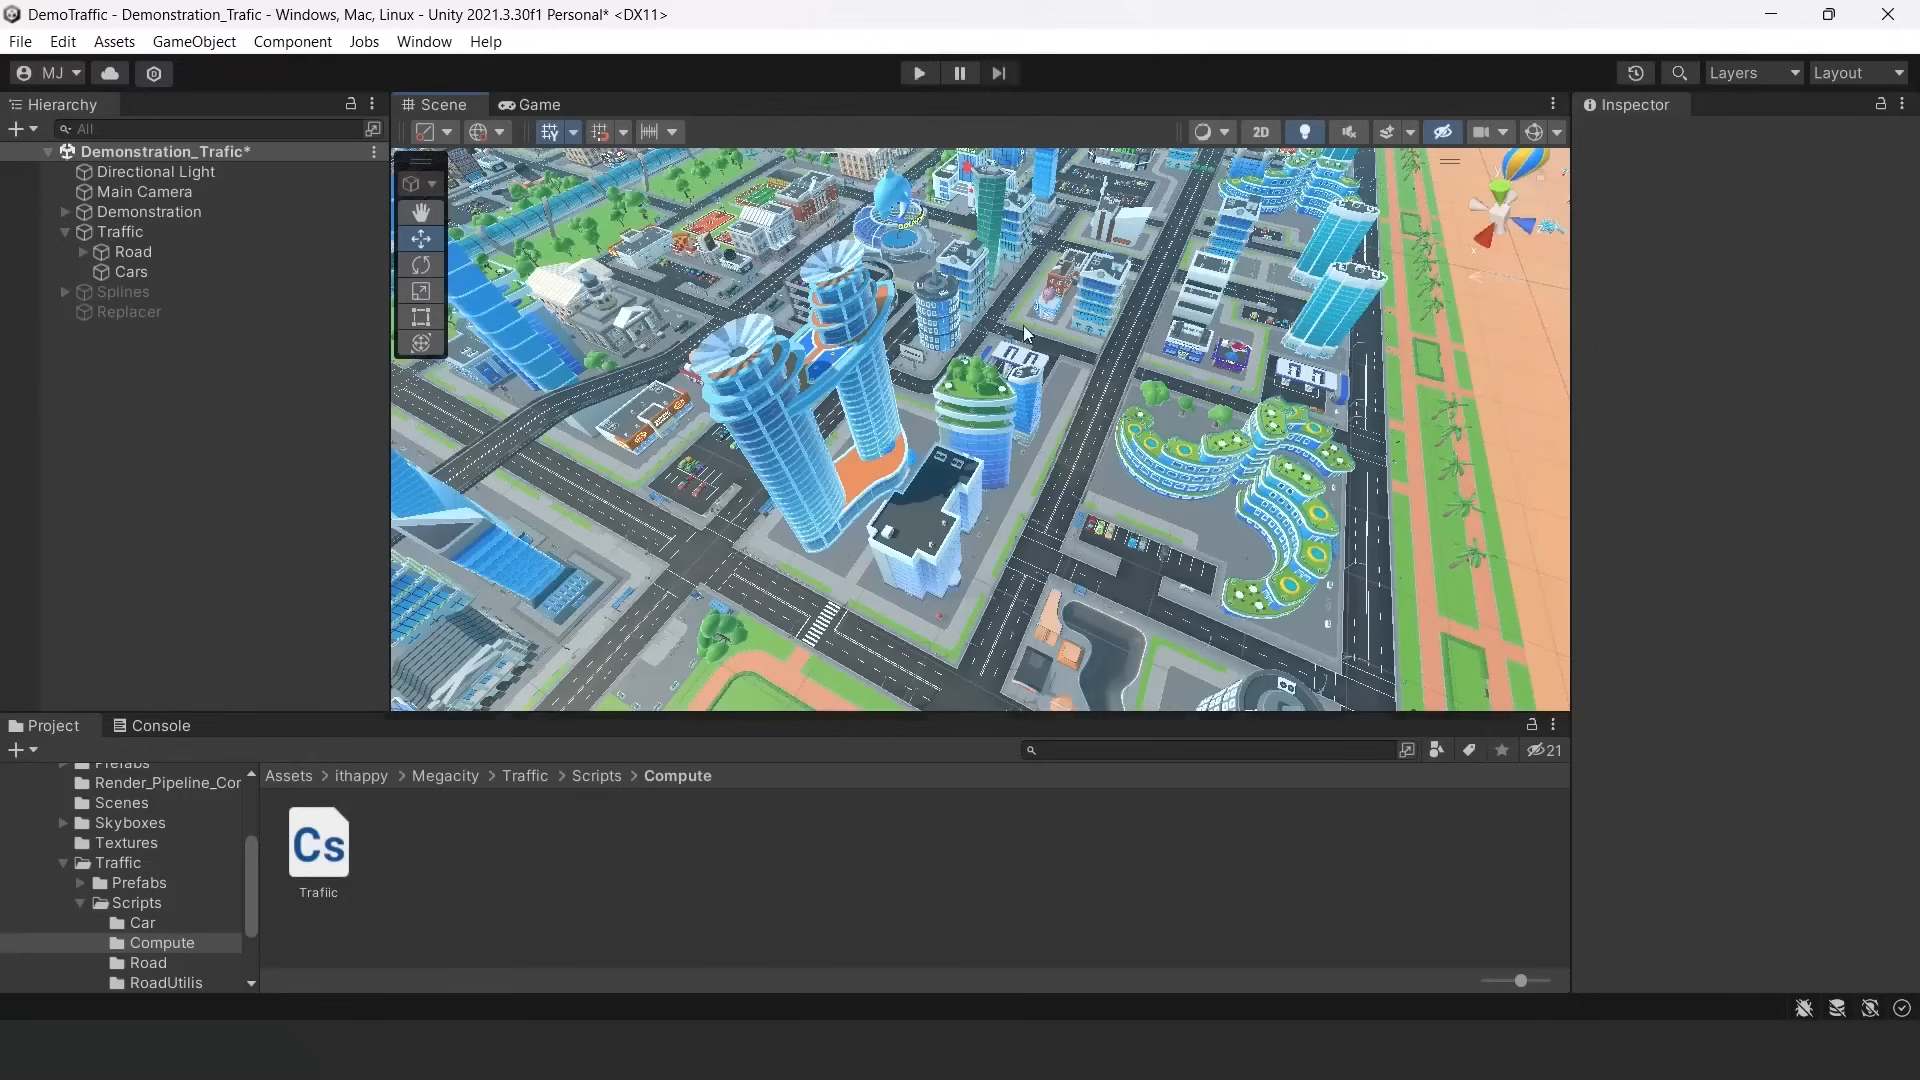 DemoTraffic - Demonstration_Trafic - Windows, Mac, Linux - Unity 2021.3.30f1 Personal* <DX11>
File Edit Assets GameObject Component Jobs Window Help
MJ
Layers
Layout
Hierarchy
Scene
Game
Inspector
All
2D
Demonstration_Trafic*
Directional Light
Main Camera
Demonstration
Traffic
Road
Cars
Splines
Replacer
Project
Console
21
Prefabs
Render_Pipeline_Cor
Scenes
Skyboxes
Textures
Traffic
Prefabs
Scripts
Car
Compute
Road
RoadUtilis
Assets > ithappy > Megacity > Traffic > Scripts > Compute
Cs
Trafiic